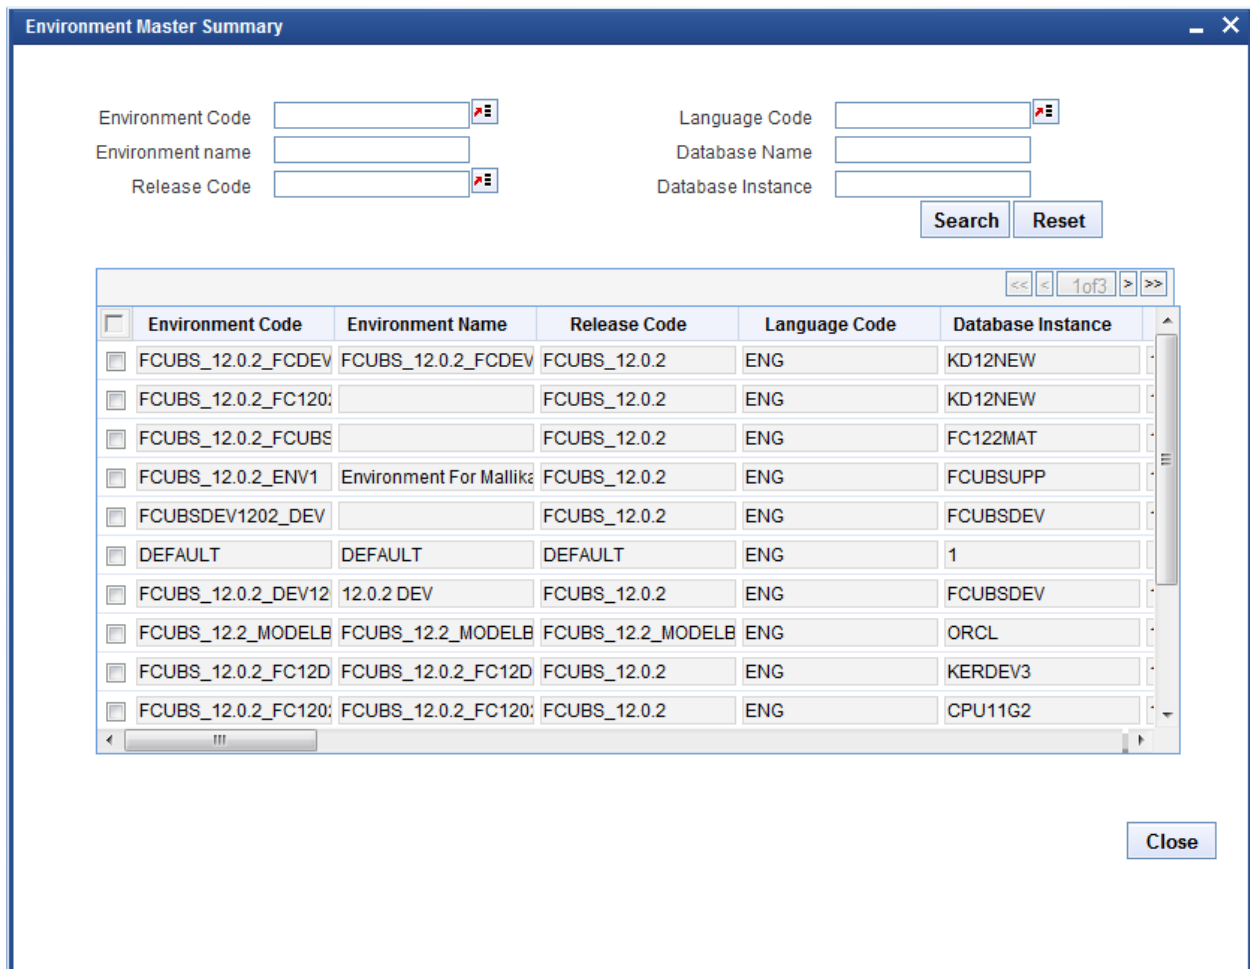 Environment Master Summary
Environment Code Language Code
Environment name Database Name
Release Code Database Instance
Search Reset
<< < 1of3 > >>
Environment Code Environment Name Release Code Language Code Database Instance
FCUBS_12.0.2_FCDEV FCUBS_12.0.2_FCDEV FCUBS_12.0.2 ENG KD12NEW
FCUBS_12.0.2_FC120 FCUBS_12.0.2 ENG KD12NEW
FCUBS_12.0.2_FCUBS FCUBS_12.0.2 ENG FC122MAT
FCUBS_12.0.2_ENV1 Environment For Mallika FCUBS_12.0.2 ENG FCUBSUPP
FCUBSDEV1202_DEV FCUBS_12.0.2 ENG FCUBSDEV
DEFAULT DEFAULT DEFAULT ENG 1
FCUBS_12.0.2_DEV12 12.0.2 DEV FCUBS_12.0.2 ENG FCUBSDEV
FCUBS_12.2_MODELB FCUBS_12.2_MODELB FCUBS_12.2_MODELB ENG ORCL
FCUBS_12.0.2_FC12D FCUBS_12.0.2_FC12D FCUBS_12.0.2 ENG KERDEV3
FCUBS_12.0.2_FC120 FCUBS_12.0.2_FC120 FCUBS_12.0.2 ENG CPU11G2
Close